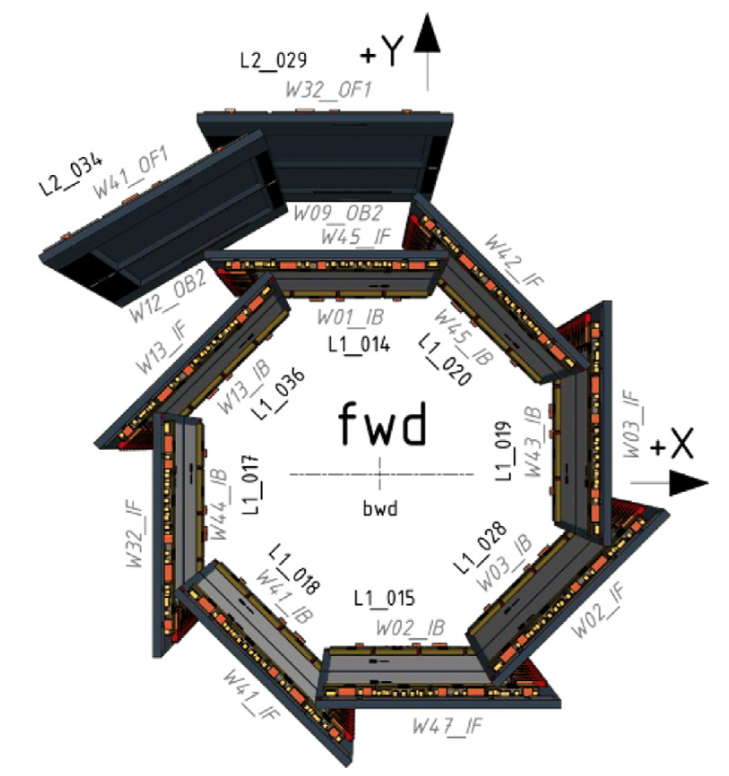 +Y
L2_029
W32_OF1
L2_034
W41_OF1
W09_OB2
W45_IF
W42_IF
W12_OB2
W01_IB
L1_014
W45_IB
L1_020
W13_IF
W13_IB
L1_036
fwd
W03_IF
+X
L1_019
W43_IB
L1_017
W44_IB
W32_IF
bwd
L1_028
W03_IB
L1_018
W41_IB
L1_015
W02_IB
W02_IF
W41_IF
W47_IF